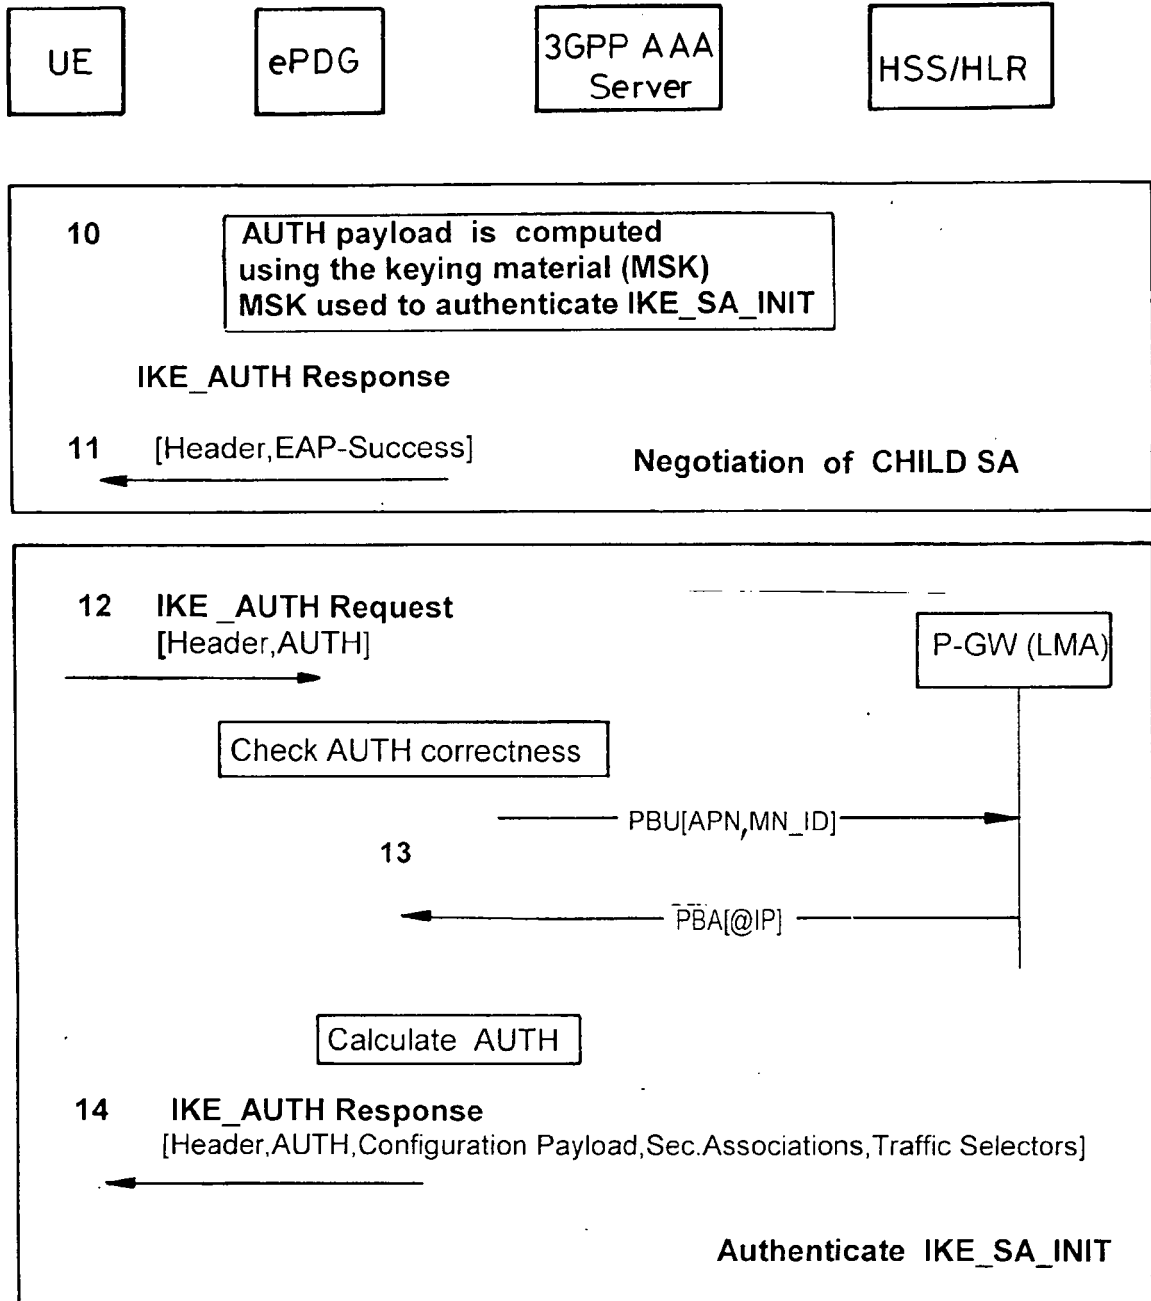 UE
ePDG
3GPP AAA
Server
HSS/HLR
10
AUTH payload is computed
using the keying material (MSK)
MSK used to authenticate IKE_SA_INIT
IKE_AUTH Response
11 [Header,EAP-Success]
Negotiation of CHILD SA
12 IKE _AUTH Request
[Header,AUTH]
P-GW (LMA)
Check AUTH correctness
PBU[APN,MN_ID]
13
PBA[@IP]
Calculate AUTH
14 IKE_AUTH Response
[Header,AUTH,Configuration Payload,Sec.Associations,Traffic Selectors]
Authenticate IKE_SA_INIT